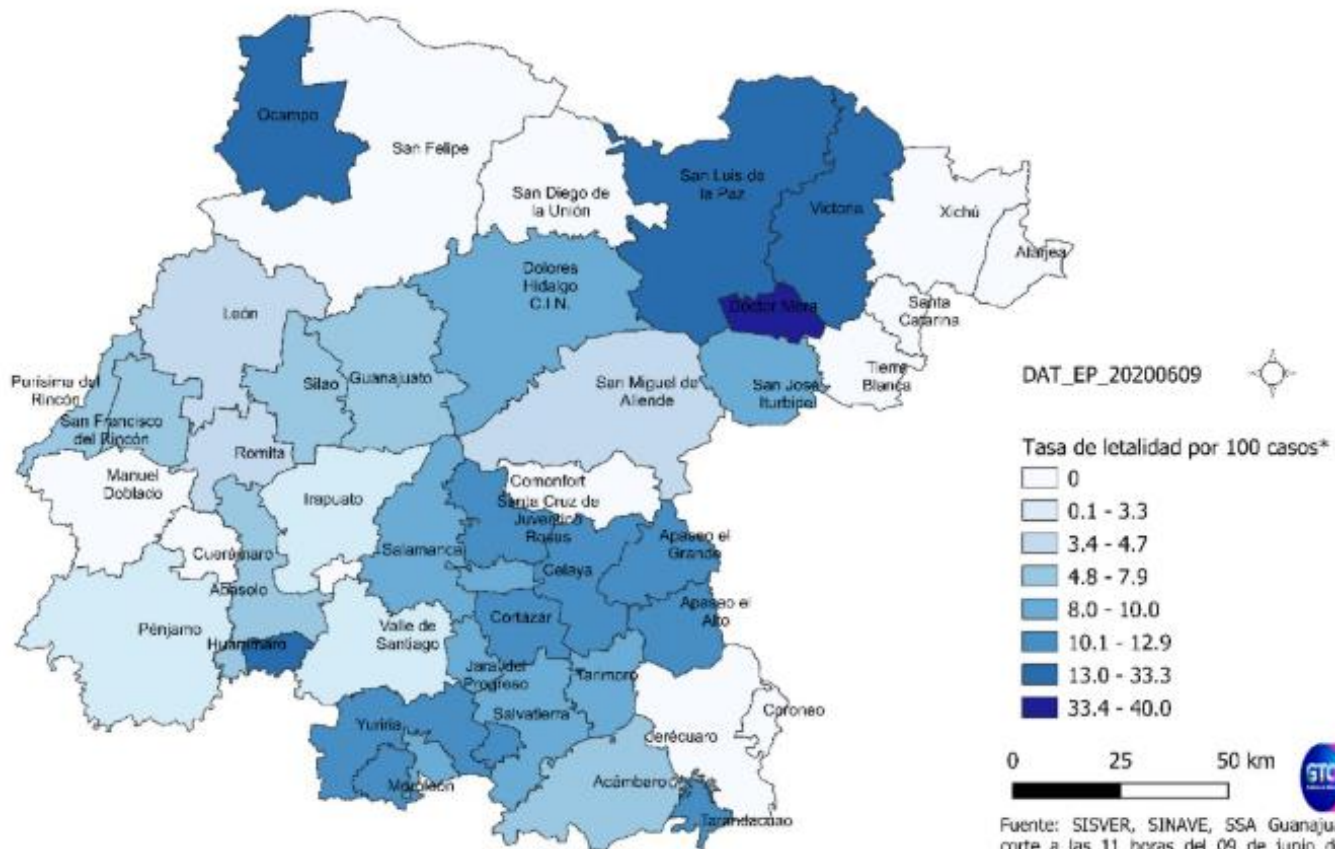 Ocampo
San Felipe
San Diego de
la Unión
San Luis de
la Paz
Victoria
Xichú
Atarjea
Dolores
Hidalgo
C.I.N.
Doctor Mora
Santa
Catarina
Tierra
Blanca
León
Silao
Guanajuato
San Miguel de
Allende
San José
Iturbide
Purísima del
Rincón
San Francisco
del Rincón
Romita
Manuel
Doblado
Irapuato
Comonfort
Santa Cruz de
Juventino
Rosas
Cuerámaro
Salamanca
Apaseo el
Grande
Celaya
Abasolo
Cortazar
Apaseo el
Alto
Pénjamo
Huanímaro
Valle de
Santiago
Jaral del
Progreso
Tarimoro
Salvatierra
Coroneo
Jerécuaro
Yuriria
Moroleón
Acámbaro
Tarandacuao
DAT_EP_20200609
Tasa de letalidad por 100 casos*
0
0.1 - 3.3
3.4 - 4.7
4.8 - 7.9
8.0 - 10.0
10.1 - 12.9
13.0 - 33.3
33.4 - 40.0
0 25 50 km
GTO
Fuente: SISVER, SINAVE, SSA
corte a las 11 horas del 09 de junio